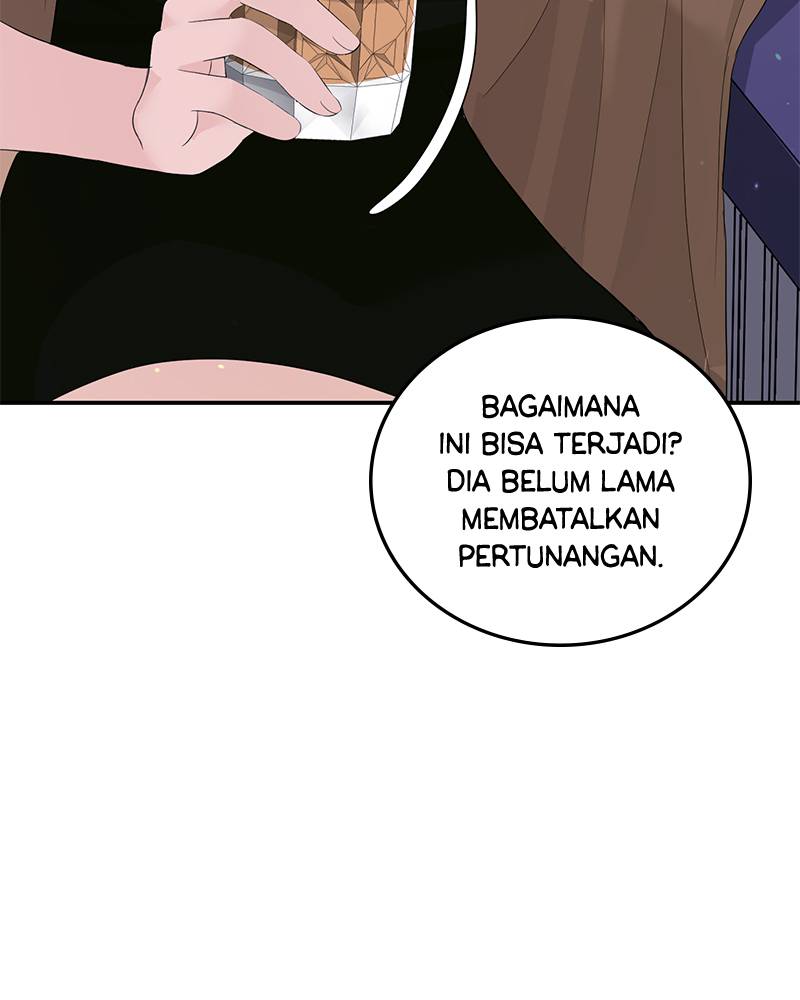 BAGAIMANA
INI BISA TERJADI?
DIA BELUM LAMA
MEMBATALKAN
PERTUNANGAN.